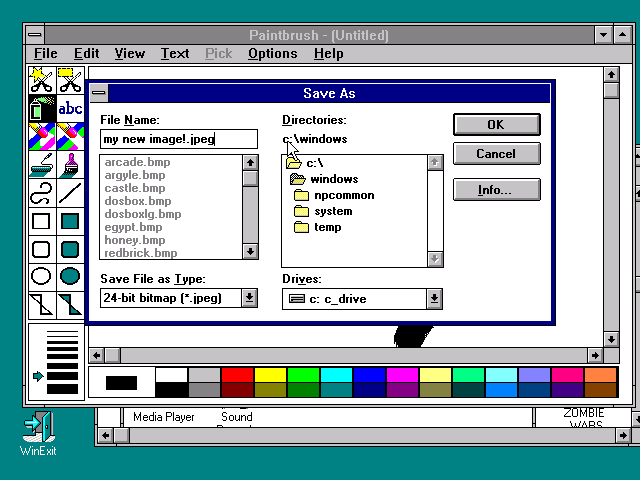 Paintbrush - (Untitled)
File Edit View Text Pick Options Help
abc
Save As
File Name:
my new image!.jpeg
arcade.bmp
argyle.bmp
castle.bmp
dosbox.bmp
dosboxlg.bmp
egypt.bmp
honey.bmp
redbrick.bmp
Save File as Type:
24-bit bitmap (*.jpeg)
Directories:
c:\windows
c:\
windows
npcommon
system
temp
Drives:
c: c_drive
OK
Cancel
Info...
Media Player
Sound
ZOMBIE
WARS
WinExit